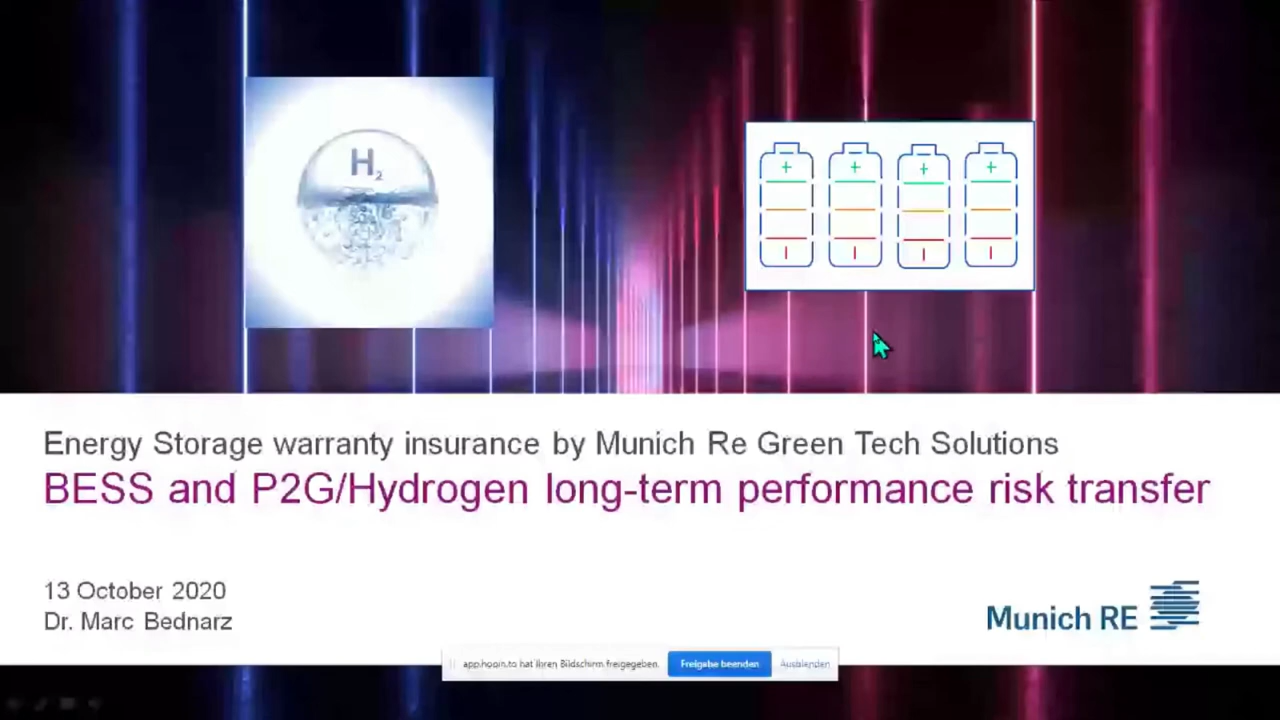 H2
+ + + +
Energy Storage warranty insurance by Munich Re Green Tech Solutions
BESS and P2G/Hydrogen long-term performance risk transfer
13 October 2020
Dr. Marc Bednarz
Munich RE
app.hopin.to hat Ihren Bildschirm freigegeben. Freigabe beenden Ausblenden